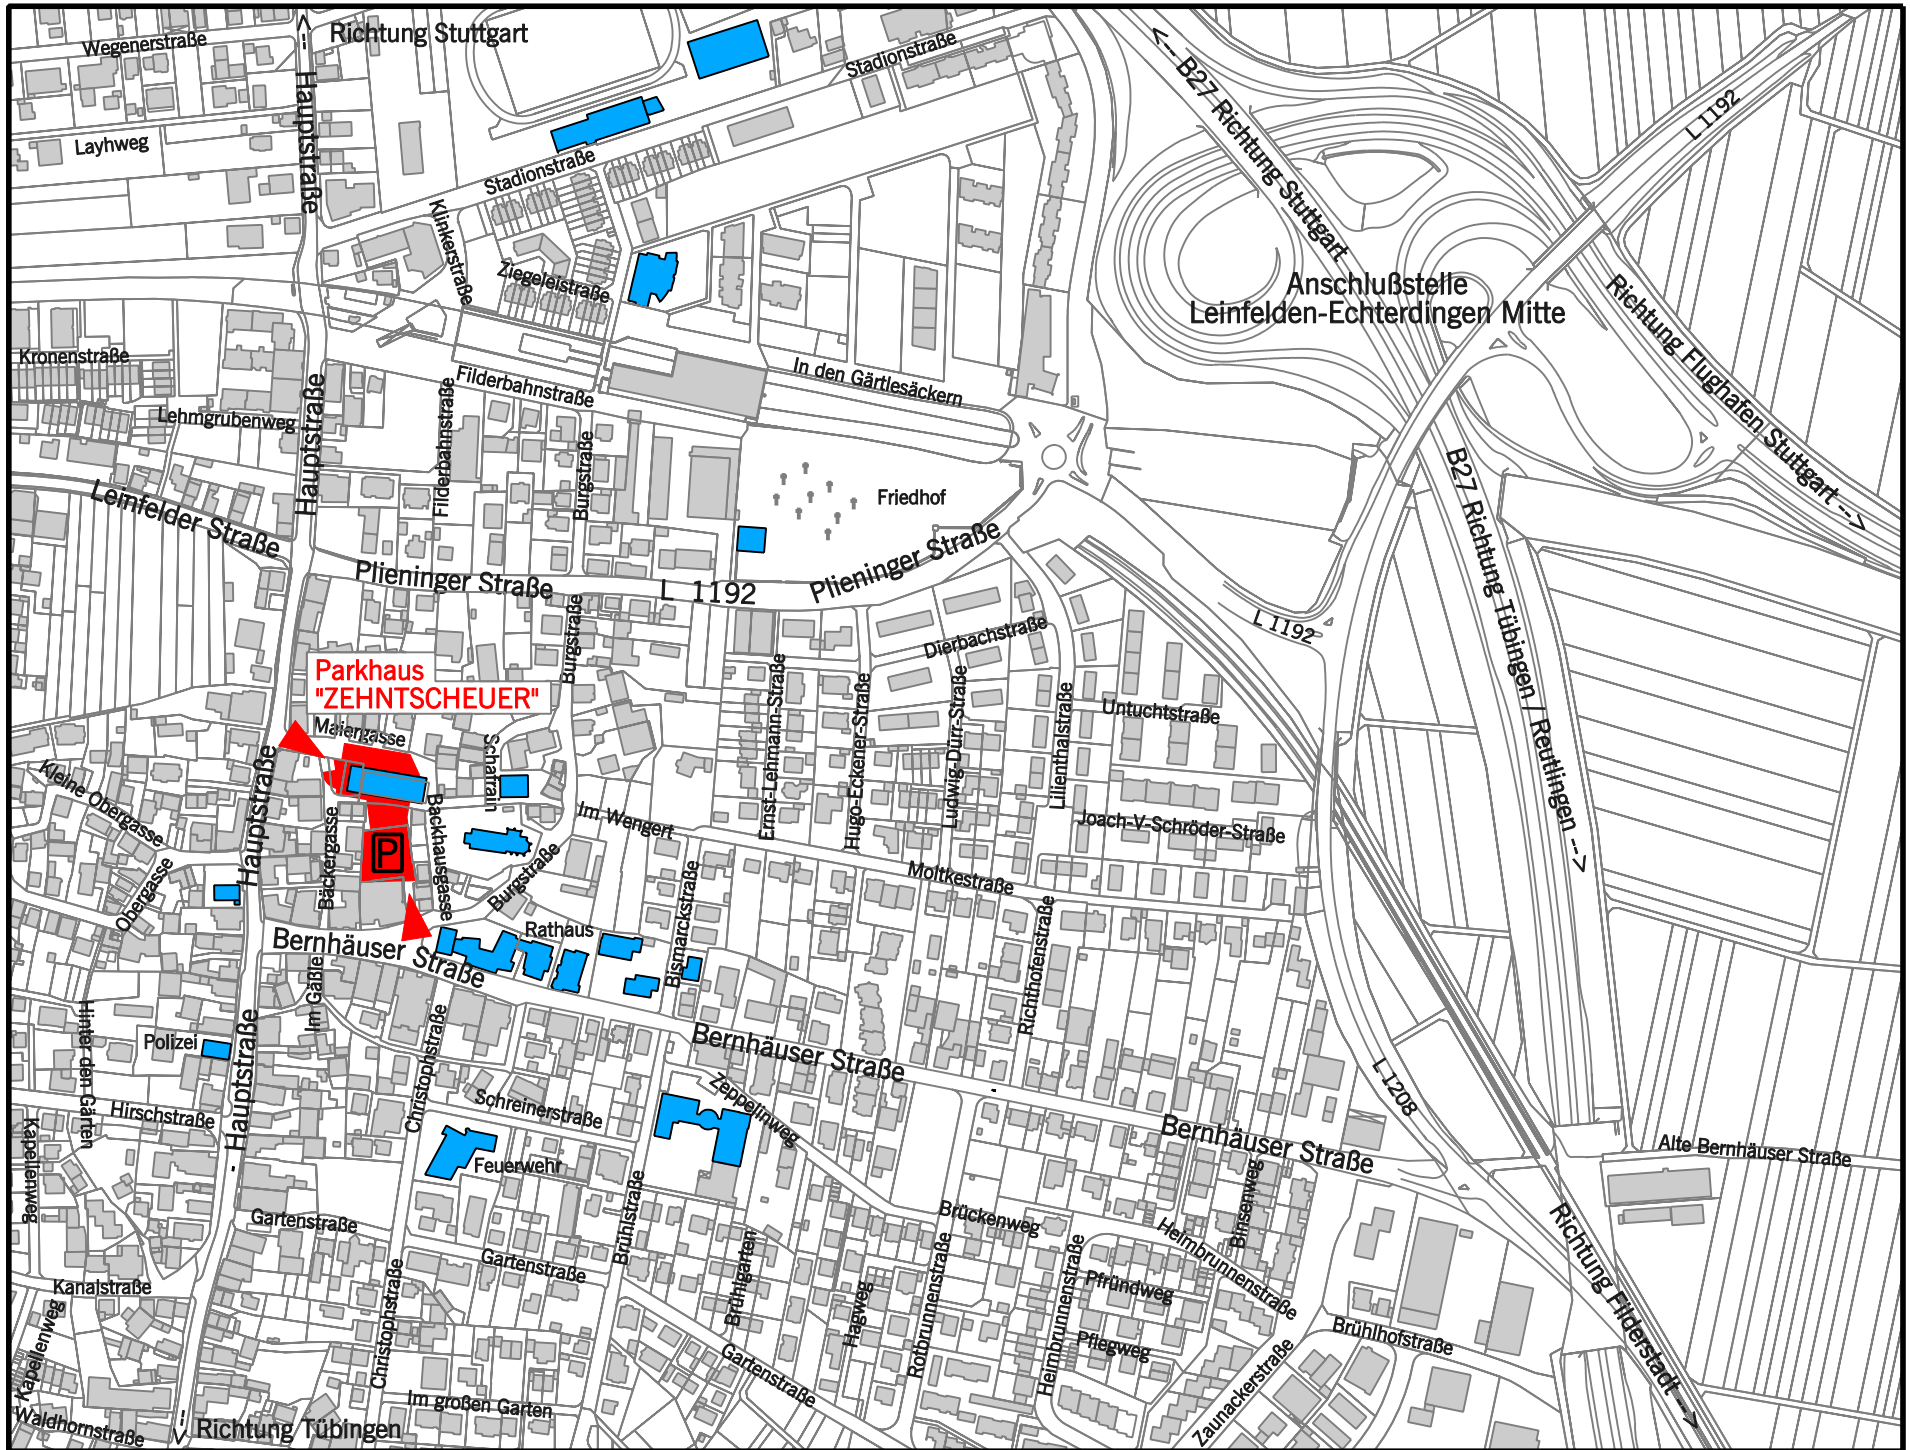 Richtung Stuttgart
Wegenerstraße
Hauptstraße
Layhweg
Stadionstraße
Stadionstraße
<--- B27 Richtung Stuttgart
L 1192
Klinkerstraße
Ziegeleistraße
Anschlußstelle
Leinfelden-Echterdingen Mitte
Richtung Flughafen Stuttgart -->
Kronenstraße
Lehmgrubenweg
Hauptstraße
Filderbahnstraße
Filderbahnstraße
Burgstraße
In den Gärtlesäckern
Leinfelder Straße
Friedhof
B27 Richtung Tübingen / Reutlingen -->
Plieninger Straße
L 1192
Plieninger Straße
L 1192
Burgstraße
Dierbachstraße
Parkhaus
"ZEHNTSCHEUER"
Maiergasse
Schafrain
Ernst-Lehmann-Straße
Hugo-Eckener-Straße
Ludwig-Dürr-Straße
Lilienthalstraße
Untuchtstraße
Kleine Obergasse
Obergasse
Hauptstraße
Bäckergasse
P
Backhausgasse
Burgstraße
Im Wengert
Joach-V-Schröder-Straße
Moltkestraße
Bismarckstraße
Rathaus
Richthofenstraße
Bernhäuser Straße
Im Gäßle
Hinter den Gärten
Polizei
Hauptstraße
Christophstraße
Bernhäuser Straße
Zeppelinweg
L 1208
Hirschstraße
Schreinerstraße
Kapellenweg
Feuerwehr
Bernhäuser Straße
Alte Bernhäuser Straße
Gartenstraße
Gartenstraße
Brühlstraße
Brückenweg
Binsenweg
Heimbrunnenstraße
Richtung Filderstadt --->
Kanalstraße
Kapellenweg
Christophstraße
Brühlgarten
Hagweg
Rotbrunnenstraße
Heimbrunnenstraße
Pfründweg
Pflegweg
Brühlhofstraße
Gartenstraße
Zaunackerstraße
Im großen Garten
Waldhornstraße
<--- Richtung Tübingen